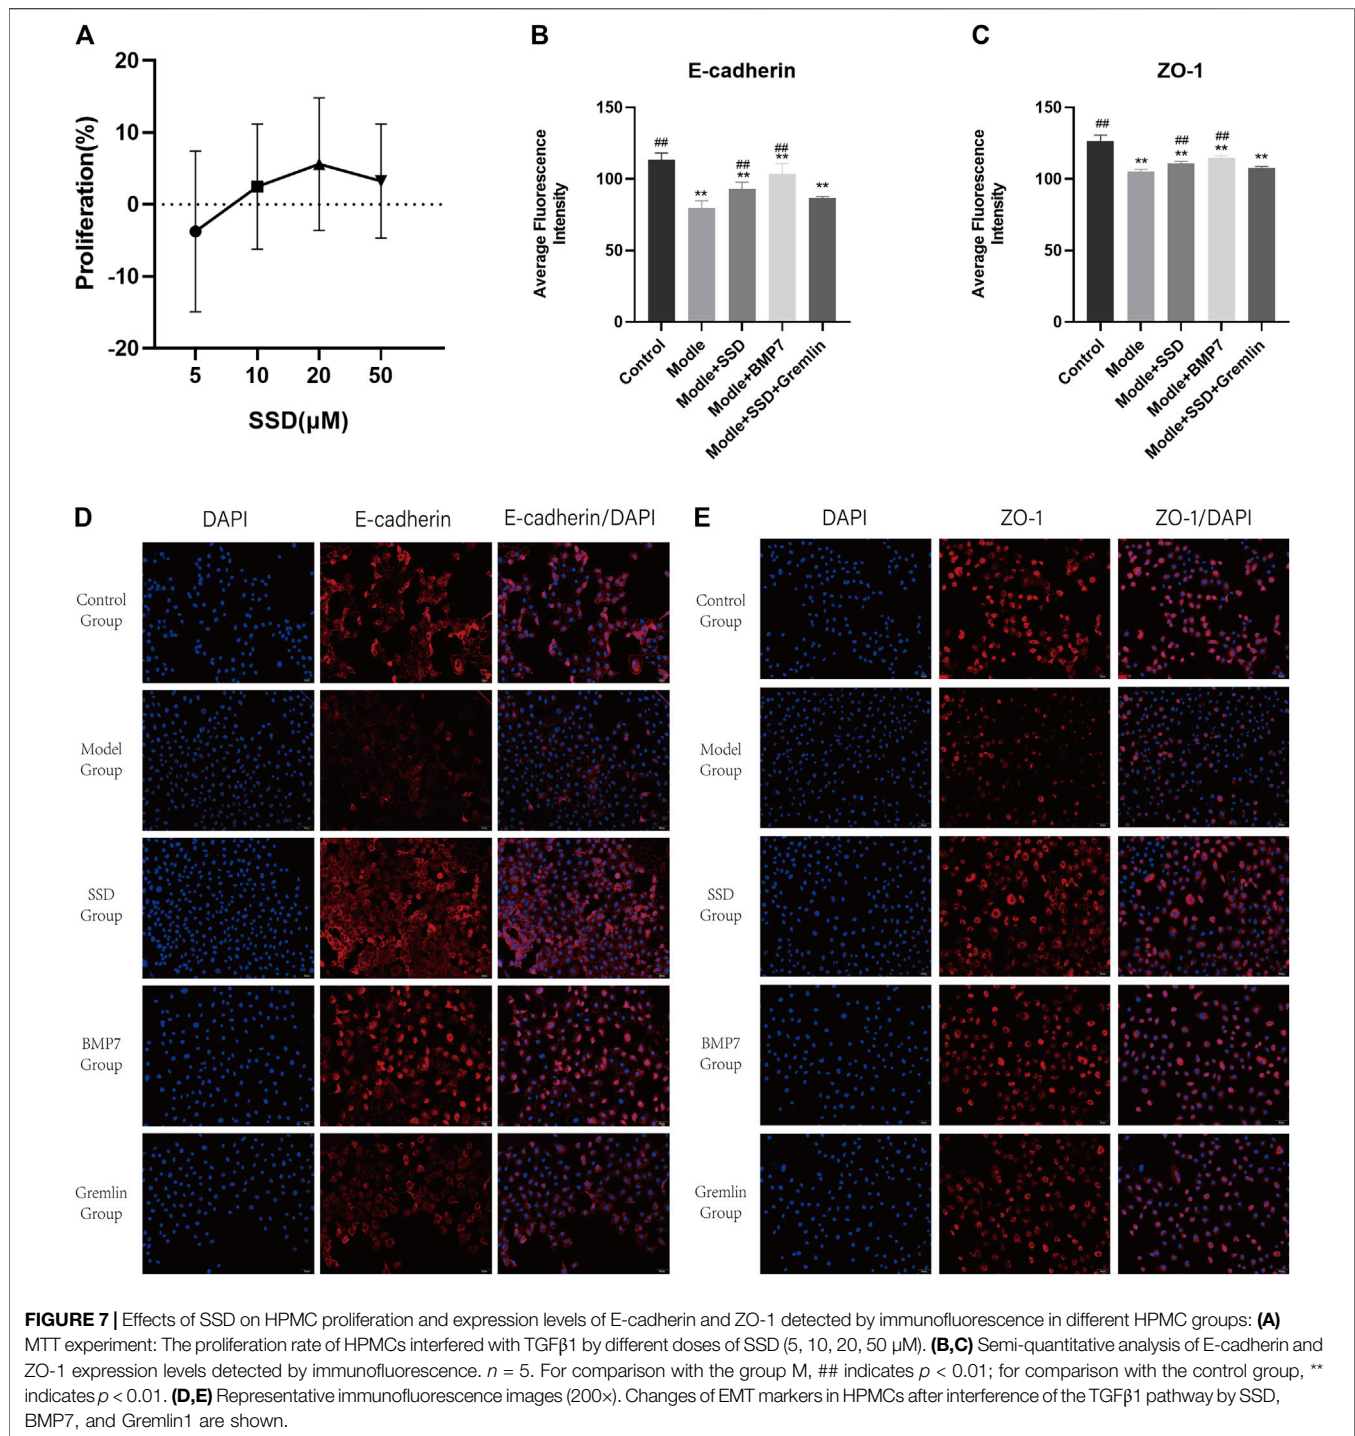 A
20
10
0
-10
-20
Proliferation(%)
5 10 20 50
SSD(μM)
B
E-cadherin
150
100
50
0
Average Fluorescence
Intensity
##
**
##
**
##
**
**
Control
Modle
Modle+SSD
Modle+BMP7
Modle+SSD+Gremlin
C
ZO-1
150
100
50
0
Average Fluorescence
Intensity
##
**
##
**
##
**
**
Control
Modle
Modle+SSD
Modle+BMP7
Modle+SSD+Gremlin
D
DAPI E-cadherin E-cadherin/DAPI
Control
Group
Model
Group
SSD
Group
BMP7
Group
Gremlin
Group
E
DAPI ZO-1 ZO-1/DAPI
Control
Group
Model
Group
SSD
Group
BMP7
Group
Gremlin
Group
FIGURE 7 | Effects of SSD on HPMC proliferation and expression levels of E-cadherin and ZO-1 detected by immunofluorescence in different HPMC groups: (A)
MTT experiment: The proliferation rate of HPMCs interfered with TGFβ1 by different doses of SSD (5, 10, 20, 50 μM). (B,C) Semi-quantitative analysis of E-cadherin and
ZO-1 expression levels detected by immunofluorescence. n = 5. For comparison with the group M, ## indicates p < 0.01; for comparison with the control group, **
indicates p < 0.01. (D,E) Representative immunofluorescence images (200×). Changes of EMT markers in HPMCs after interference of the TGFβ1 pathway by SSD,
BMP7, and Gremlin1 are shown.